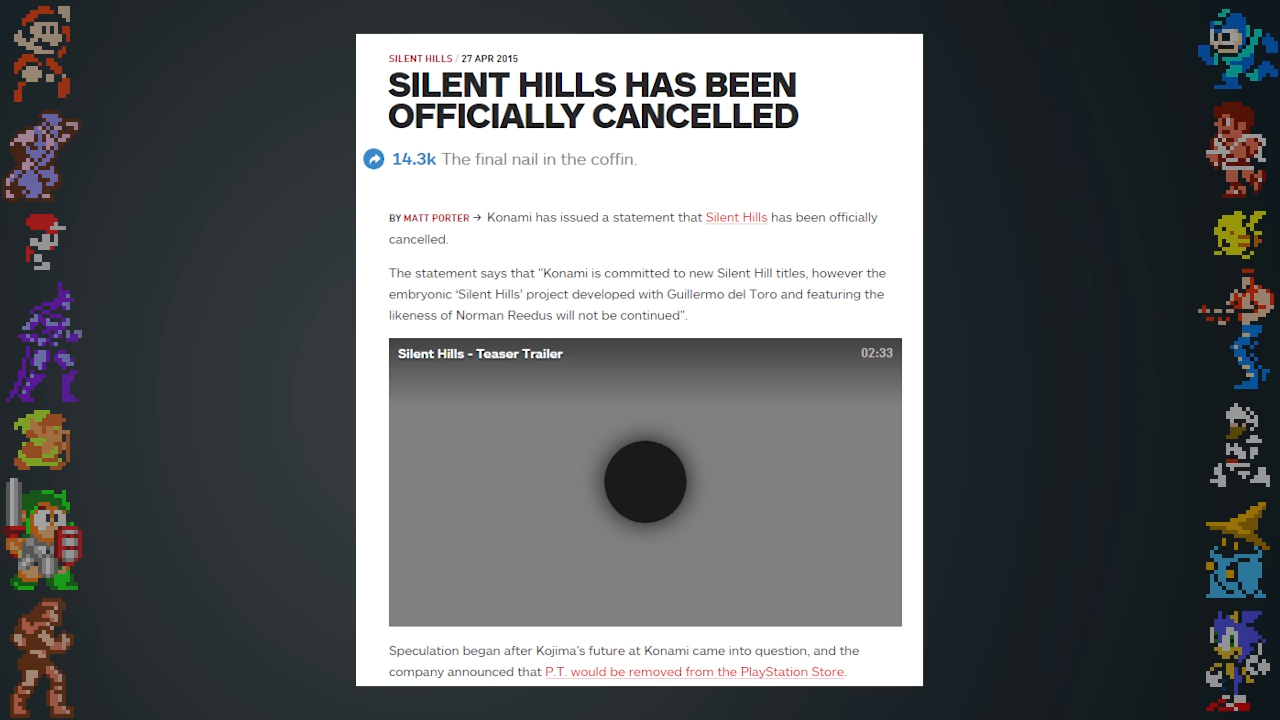 SILENT HILLS / 27 APR 2015
SILENT HILLS HAS BEEN
OFFICIALLY CANCELLED
14.3k The final nail in the coffin.
BY MATT PORTER → Konami has issued a statement that Silent Hills has been officially
cancelled.
The statement says that "Konami is committed to new Silent Hill titles, however the
embryonic ‘Silent Hills’ project developed with Guillermo del Toro and featuring the
likeness of Norman Reedus will not be continued”.
Silent Hills - Teaser Trailer 02:33
Speculation began after Kojima’s future at Konami came into question, and the
company announced that P.T. would be removed from the PlayStation Store.